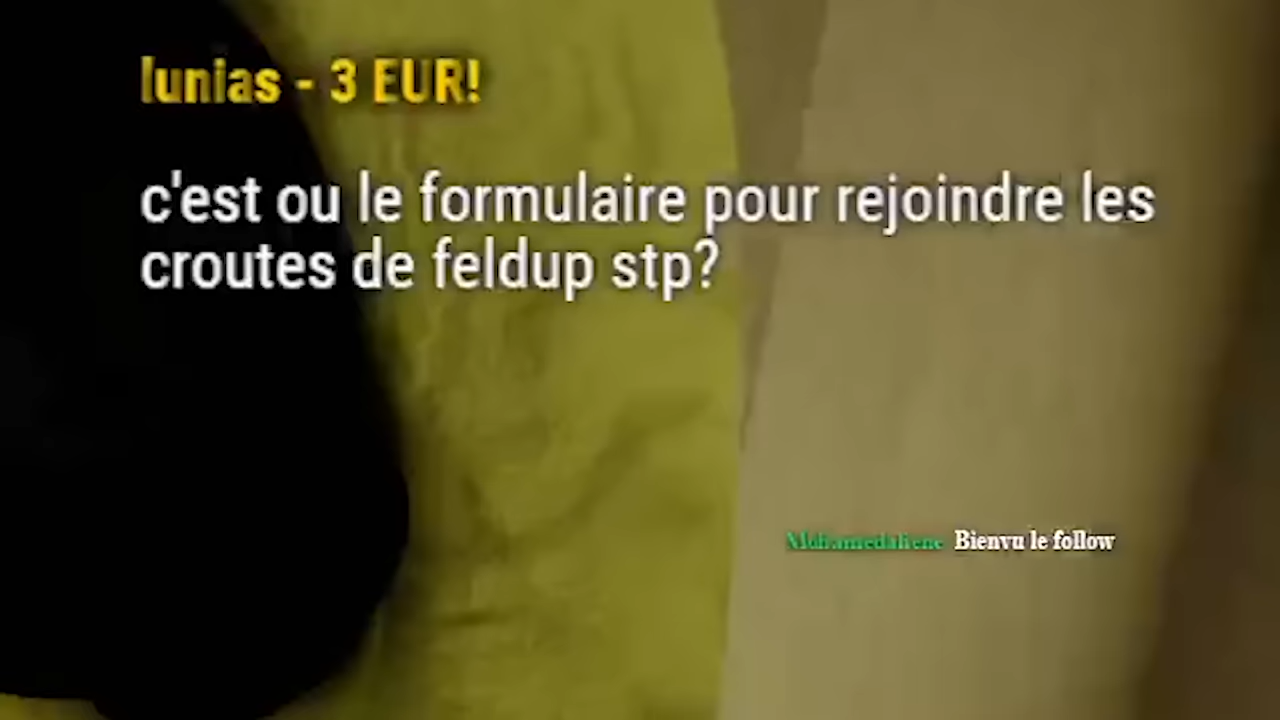 lunias - 3 EUR!
c'est ou le formulaire pour rejoindre les
croutes de feldup stp?
Bienvu le follow